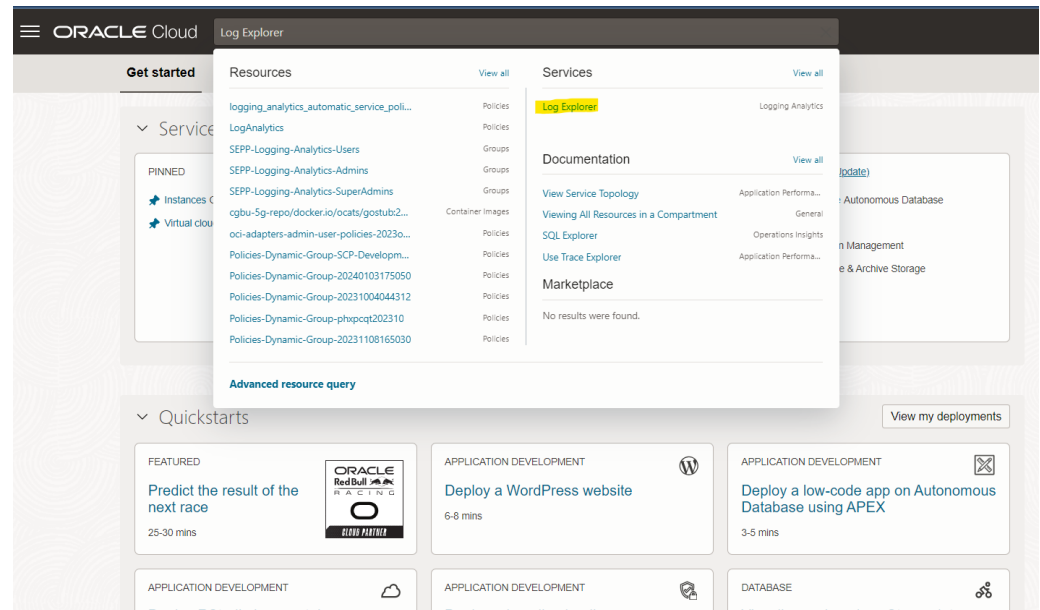 ORACLE Cloud
Log Explorer
Get started
Resources
View all
logging_analytics_automatic_service_poli...
Policies
LogAnalytics
Policies
SEPP-Logging-Analytics-Users
Groups
SEPP-Logging-Analytics-Admins
Groups
SEPP-Logging-Analytics-SuperAdmins
Groups
cgbu-5g-repo/docker.io/ocats/gostub:2...
Container Images
oci-adapters-admin-user-policies-2023o...
Policies
Policies-Dynamic-Group-SCP-Developm...
Policies
Policies-Dynamic-Group-20240103175050
Policies
Policies-Dynamic-Group-20231004044312
Policies
Policies-Dynamic-Group-phxpcqt202310
Policies
Policies-Dynamic-Group-20231108165030
Policies
Services
View all
Log Explorer
Logging Analytics
Documentation
View all
View Service Topology
Application Performa...
Viewing All Resources in a Compartment
General
SQL Explorer
Operations Insights
Use Trace Explorer
Application Performa...
Marketplace
No results were found.
Advanced resource query
Service
PINNED
Instances
Virtual clou
Update)
Autonomous Database
n Management
e & Archive Storage
Quickstarts
View my deployments
FEATURED
Predict the result of the
next race
25-30 mins
ORACLE
Red Bull
RACING
CLOUD PARTNER
APPLICATION DEVELOPMENT
Deploy a WordPress website
6-8 mins
APPLICATION DEVELOPMENT
Deploy a low-code app on Autonomous
Database using APEX
3-5 mins
APPLICATION DEVELOPMENT
APPLICATION DEVELOPMENT
DATABASE